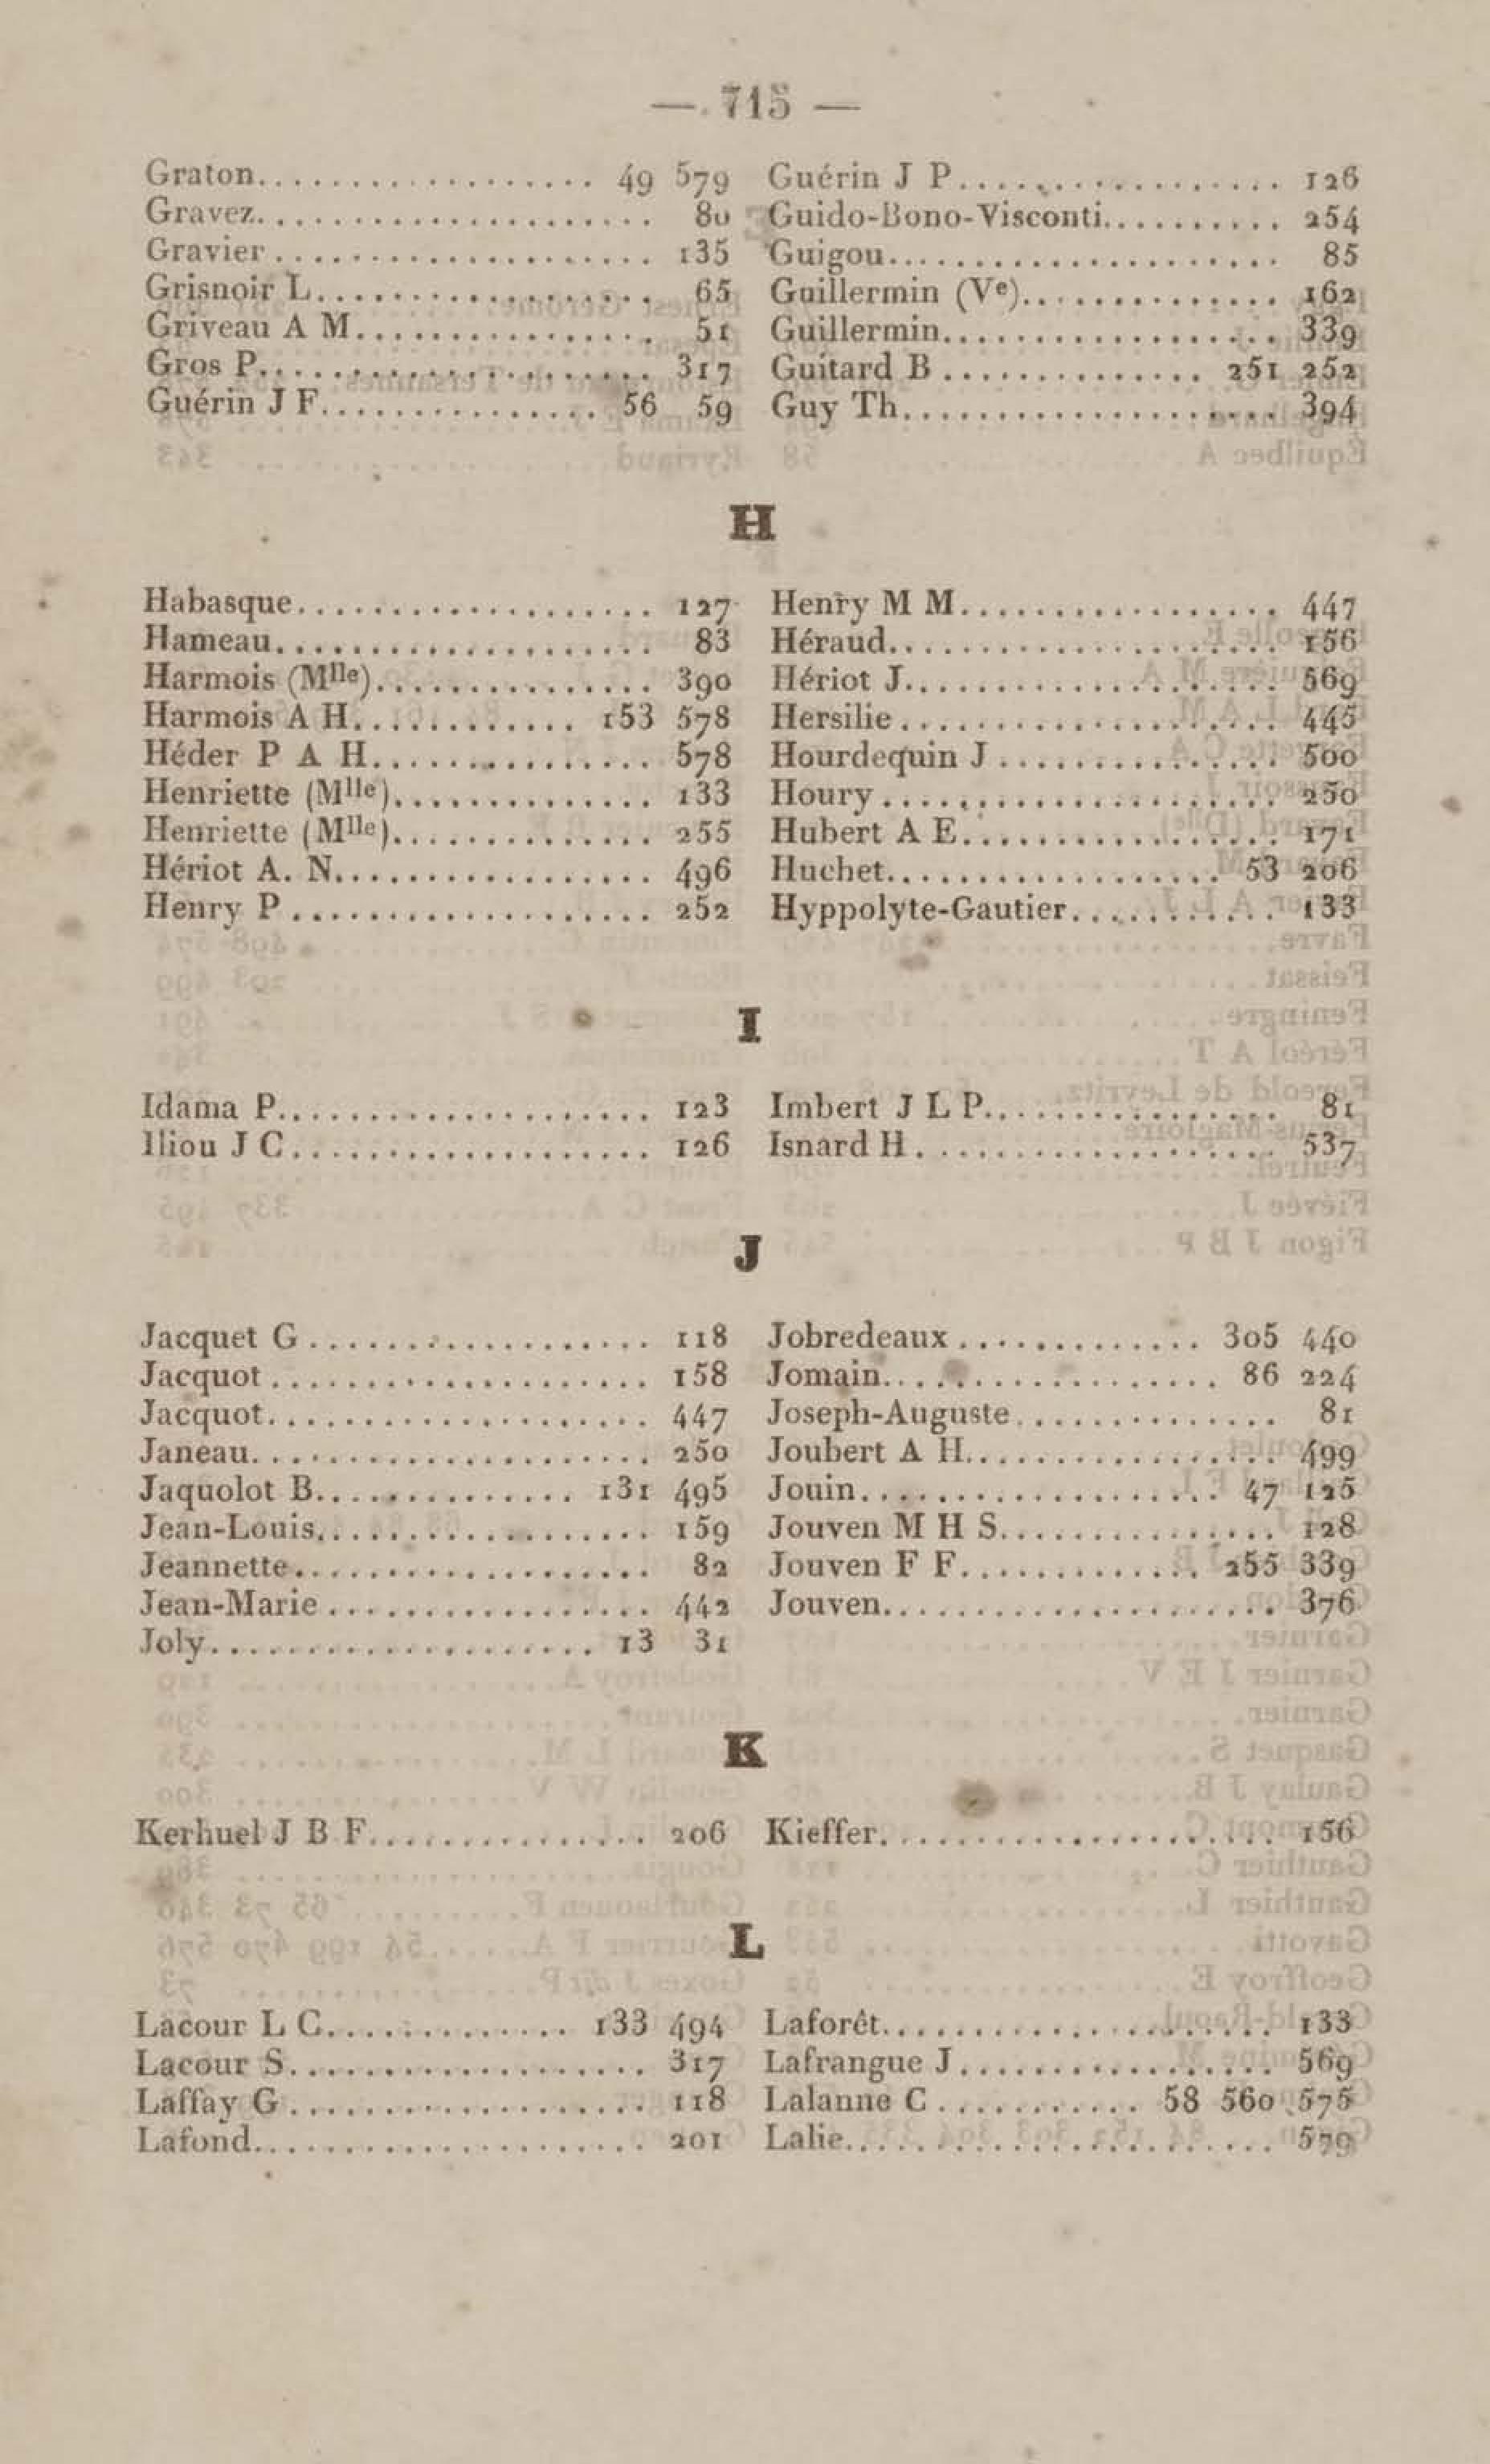 — 715 —
Graton................... 49 579
Gravez..................... 80
Gravier.................... 135
Grisnoir L.................. 65
Griveau A M................ 51
Gros P..................... 317
Guérin J F............... 56 59
Guérin J P................. 126
Guido-Bono-Visconti.......... 254
Guigou..................... 85
Guillermin (Ve).............. 162
Guillermin.................. 339
Guitard B .............. 251 252
Guy Th.................... 394
H
Habasque................... 127
Hameau.................... 83
Harmois (Mlle)............... 390
Harmois A H............ 153 578
Héder P A H............... 578
Henriette (Mlle).............. 133
Henriette (Mlle).............. 255
Hériot A. N................. 496
Henry P ................... 252
Henry M M................. 447
Héraud..................... 156
Hériot J.................... 569
Hersilie .................... 445
Hourdequin J ............... 500
Houry ..................... 250
Hubert A E................. 171
Huchet.................. 53 206
Hyppolyte-Gautier........... 133
I
Idama P.................... 123
Iliou J C................... 126
Imbert J L P................ 81
Isnard H ................... 537
J
Jacquet G .................. 118
Jacquot .................... 158
Jacquot.................... 447
Janeau..................... 250
Jaquolot B.............. 131 495
Jean-Louis.................. 159
Jeannette................... 82
Jean-Marie ................. 442
Joly.................... 13 31
Jobredeaux ............. 305 440
Jomain.................. 86 224
Joseph-Auguste.............. 81
Joubert A H................. 499
Jouin................... 47 125
Jouven M H S............... 128
Jouven F F............. 255 339
Jouven..................... 376
K
Kerhuel J B F............... 206
Kieffer..................... 156
L
Lacour L C............. 133 494
Lacour S................... 317
Laffay G ................... 118
Lafond..................... 201
Laforêt..................... 133
Lafrangue J................. 569
Lalanne C ........... 58 560 575
Lalie....................... 579